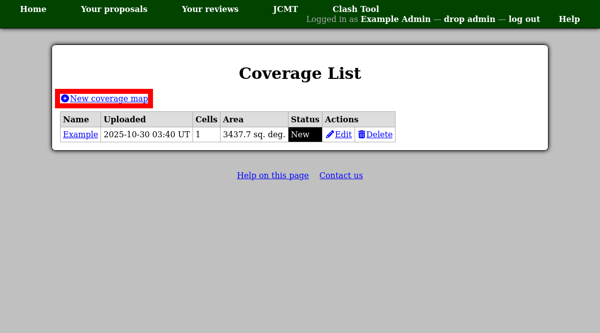 Home Your proposals Your reviews JCMT Clash Tool
Logged in as Example Admin — drop admin — log out Help
Coverage List
New coverage map
Name Uploaded Cells Area Status Actions
Example 2025-10-30 03:40 UT 1 3437.7 sq. deg. New Edit Delete
Help on this page Contact us